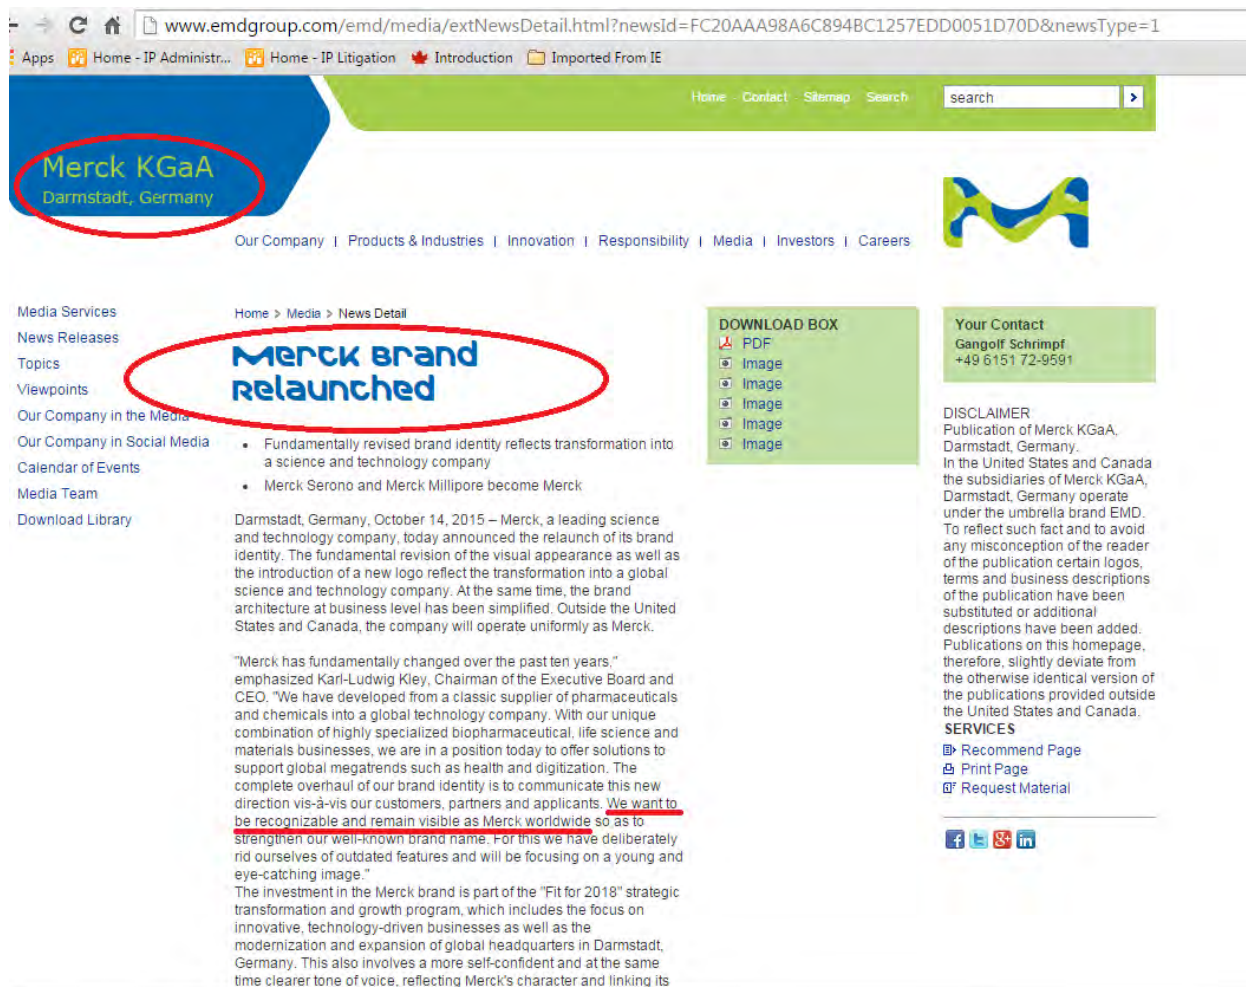 www.emdgroup.com/emd/media/extNewsDetail.html?newsId=FC20AAA98A6C894BC1257EDD0051D70D&newsType=1
Apps Home - IP Administr... Home - IP Litigation Introduction Imported From IE
Home Contact Sitemap Search search
Merck KGaA
Darmstadt, Germany
Our Company | Products & Industries | Innovation | Responsibility | Media | Investors | Careers
Media Services
News Releases
Topics
Viewpoints
Our Company in the Media
Our Company in Social Media
Calendar of Events
Media Team
Download Library
Home > Media > News Detail
Merck Brand
Relaunched
• Fundamentally revised brand identity reflects transformation into
a science and technology company
• Merck Serono and Merck Millipore become Merck
Darmstadt, Germany, October 14, 2015 – Merck, a leading science
and technology company, today announced the relaunch of its brand
identity. The fundamental revision of the visual appearance as well as
the introduction of a new logo reflect the transformation into a global
science and technology company. At the same time, the brand
architecture at business level has been simplified. Outside the United
States and Canada, the company will operate uniformly as Merck.
"Merck has fundamentally changed over the past ten years,"
emphasized Karl-Ludwig Kley, Chairman of the Executive Board and
CEO. "We have developed from a classic supplier of pharmaceuticals
and chemicals into a global technology company. With our unique
combination of highly specialized biopharmaceutical, life science and
materials businesses, we are in a position today to offer solutions to
support global megatrends such as health and digitization. The
complete overhaul of our brand identity is to communicate this new
direction vis-à-vis our customers, partners and applicants. We want to
be recognizable and remain visible as Merck worldwide so as to
strengthen our well-known brand name. For this we have deliberately
rid ourselves of outdated features and will be focusing on a young and
eye-catching image."
The investment in the Merck brand is part of the "Fit for 2018" strategic
transformation and growth program, which includes the focus on
innovative, technology-driven businesses as well as the
modernization and expansion of global headquarters in Darmstadt,
Germany. This also involves a more self-confident and at the same
time clearer tone of voice, reflecting Merck's character and linking its
DOWNLOAD BOX
PDF
Image
Image
Image
Image
Image
Your Contact
Gangolf Schrimpf
+49 6151 72-9591
DISCLAIMER
Publication of Merck KGaA,
Darmstadt, Germany.
In the United States and Canada
the subsidiaries of Merck KGaA,
Darmstadt, Germany operate
under the umbrella brand EMD.
To reflect such fact and to avoid
any misconception of the reader
of the publication certain logos,
terms and business descriptions
of the publication have been
substituted or additional
descriptions have been added.
Publications on this homepage,
therefore, slightly deviate from
the otherwise identical version of
the publications provided outside
the United States and Canada.
SERVICES
Recommend Page
Print Page
Request Material